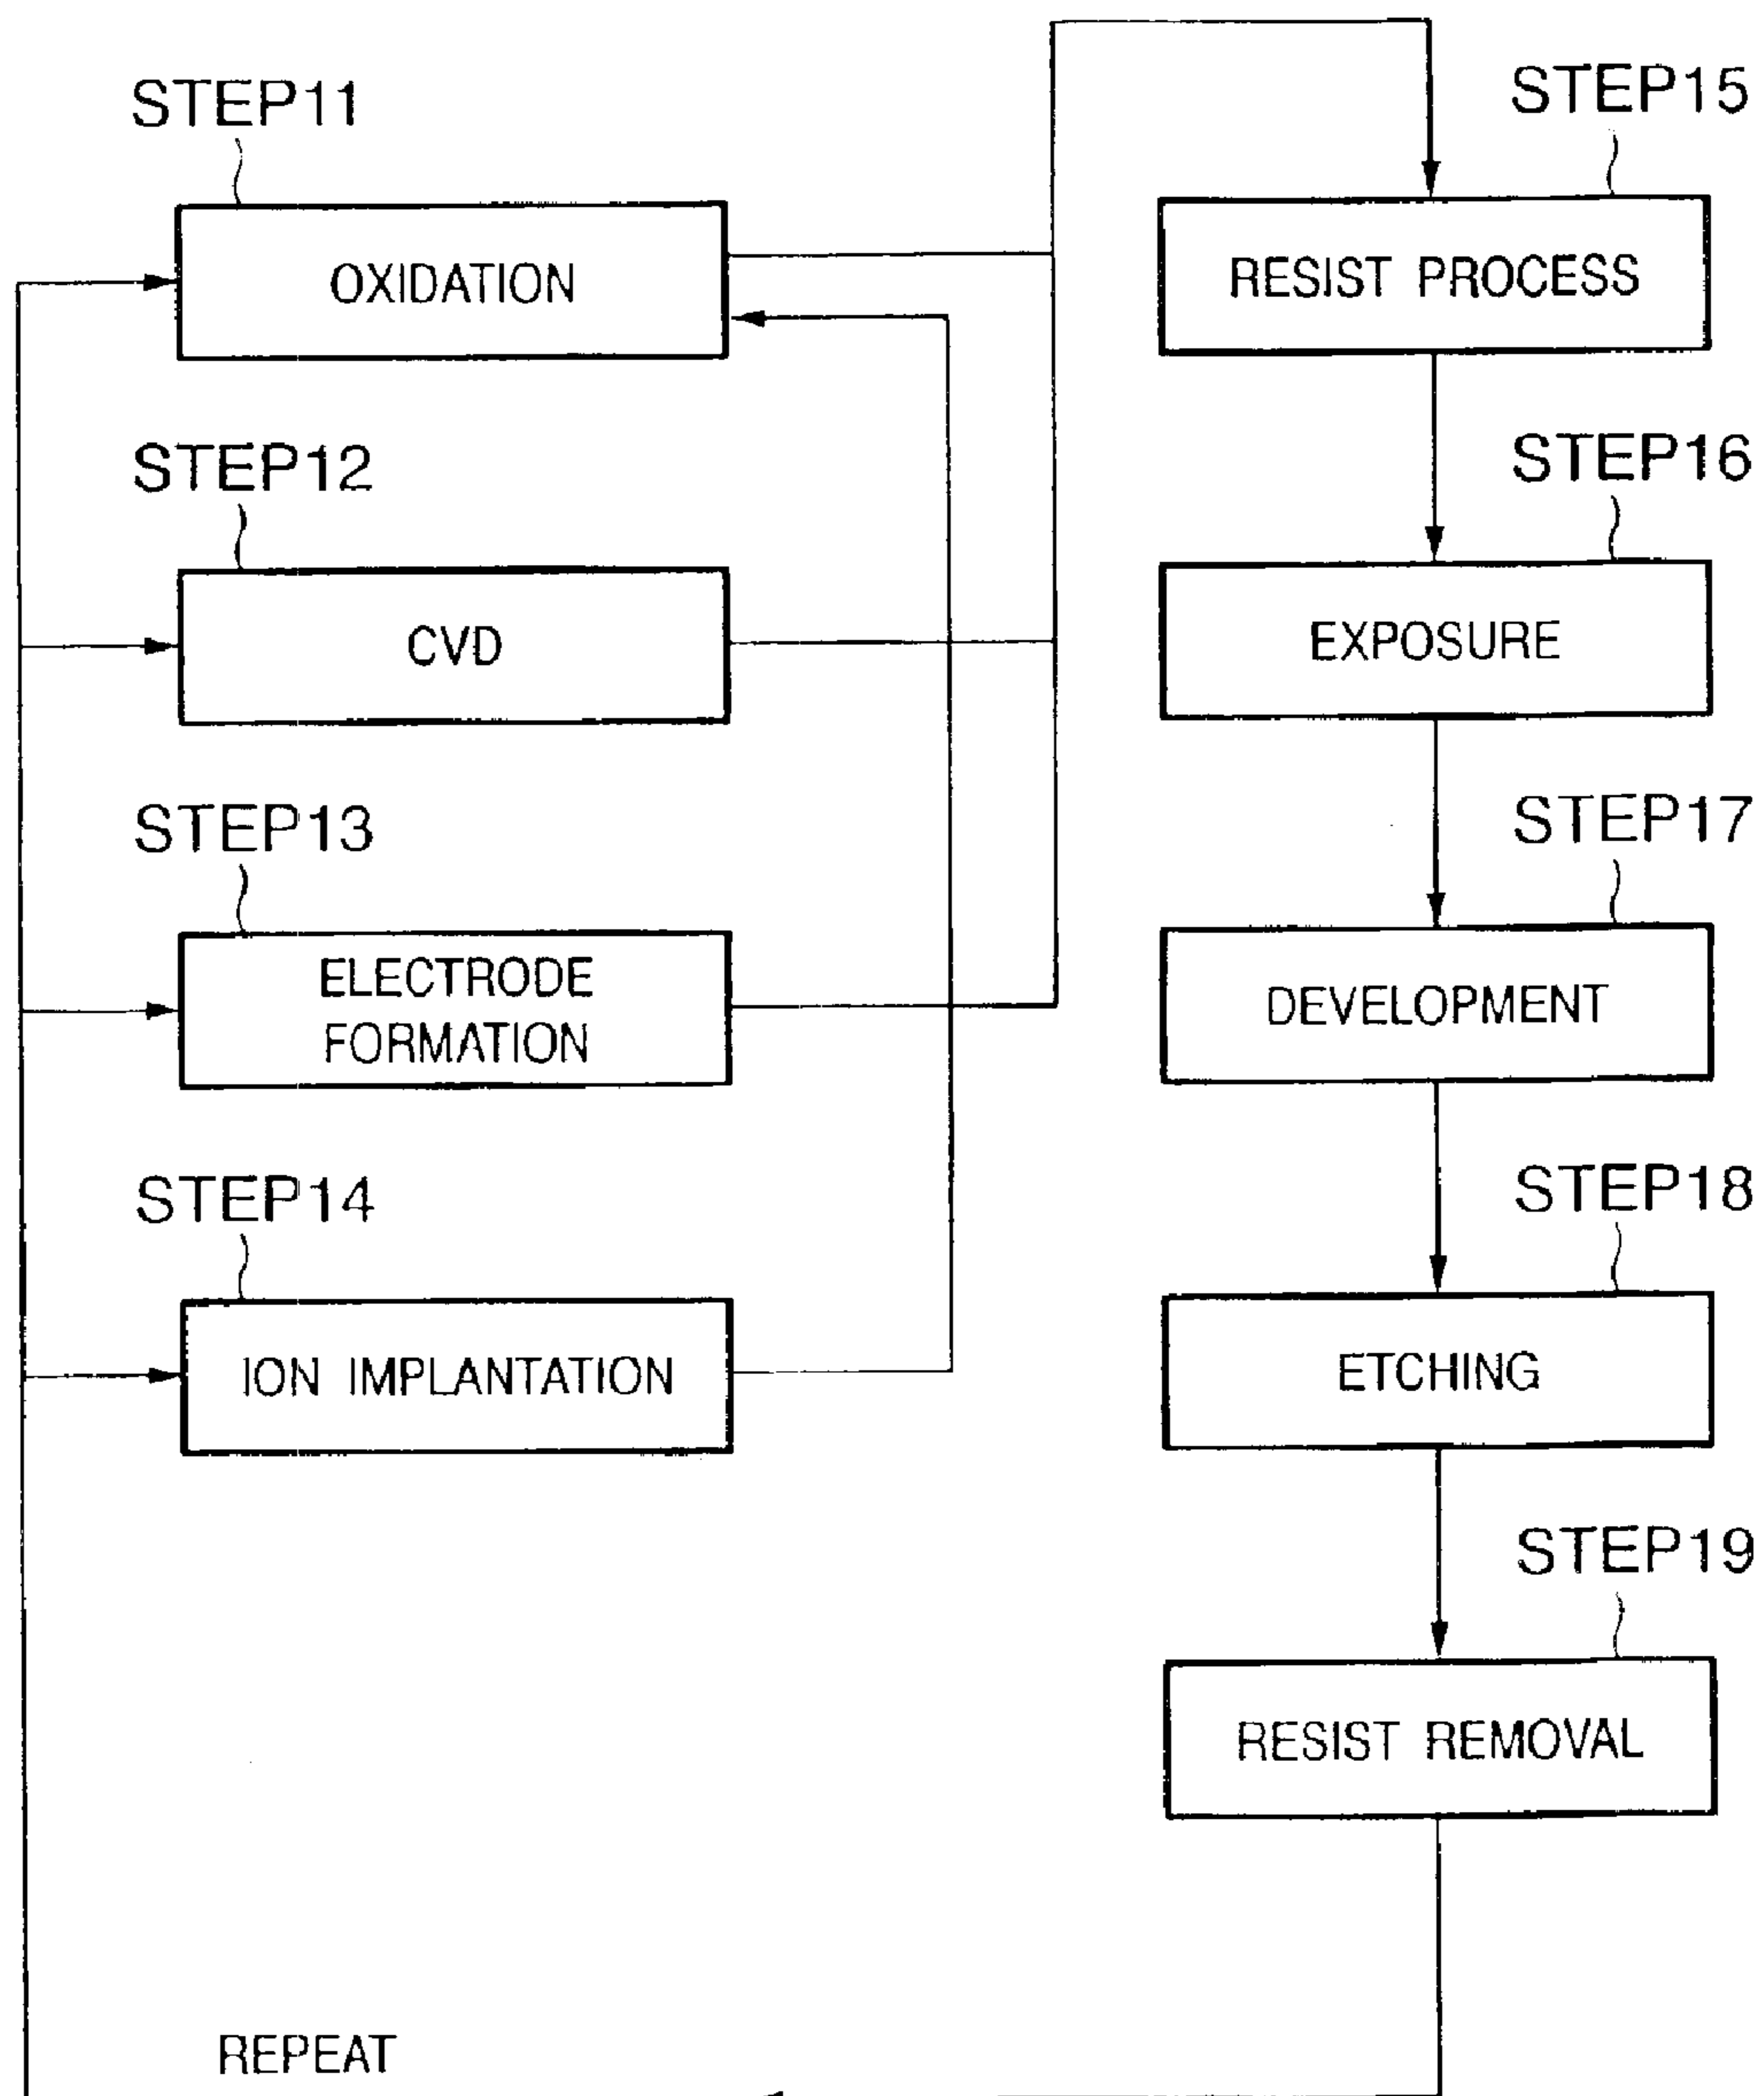 STEP11
OXIDATION
STEP12
CVD
STEP13
ELECTRODE
FORMATION
STEP14
ION IMPLANTATION
STEP15
RESIST PROCESS
STEP16
EXPOSURE
STEP17
DEVELOPMENT
STEP18
ETCHING
STEP19
RESIST REMOVAL
REPEAT